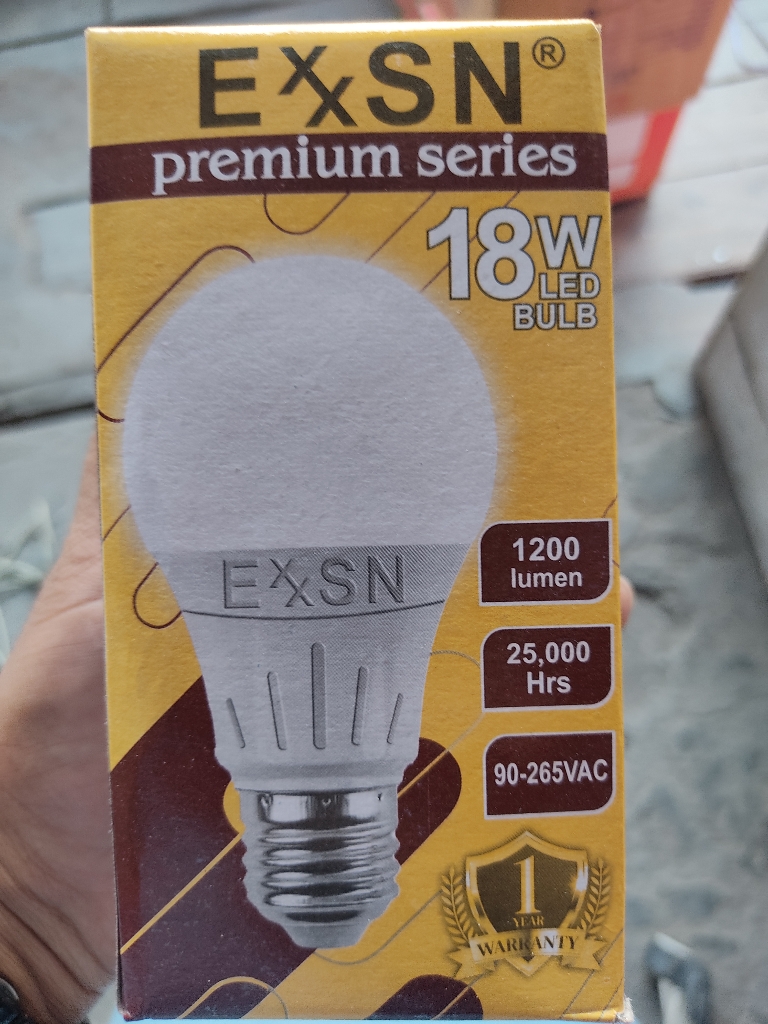 EXXSN®
premium series
18W
LED
BULB
EXXSN
1200
lumen
25,000
Hrs
90-265VAC
1
YEAR
WARRANTY